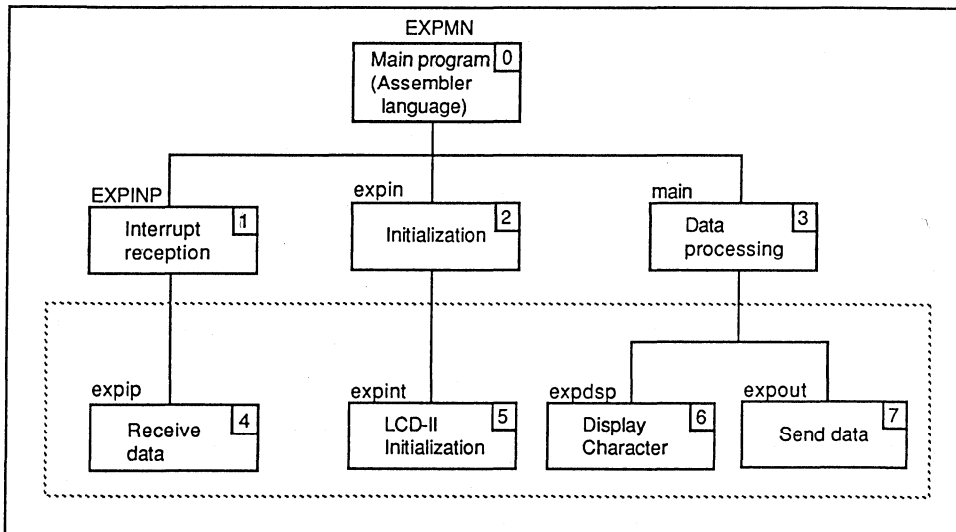 EXPMN
0
Main program
(Assembler
language)
EXPINP
1
Interrupt
reception
expin
2
Initialization
main
3
Data
processing
expip
4
Receive
data
expint
5
LCD-II
Initialization
expdsp
6
Display
Character
expout
7
Send data